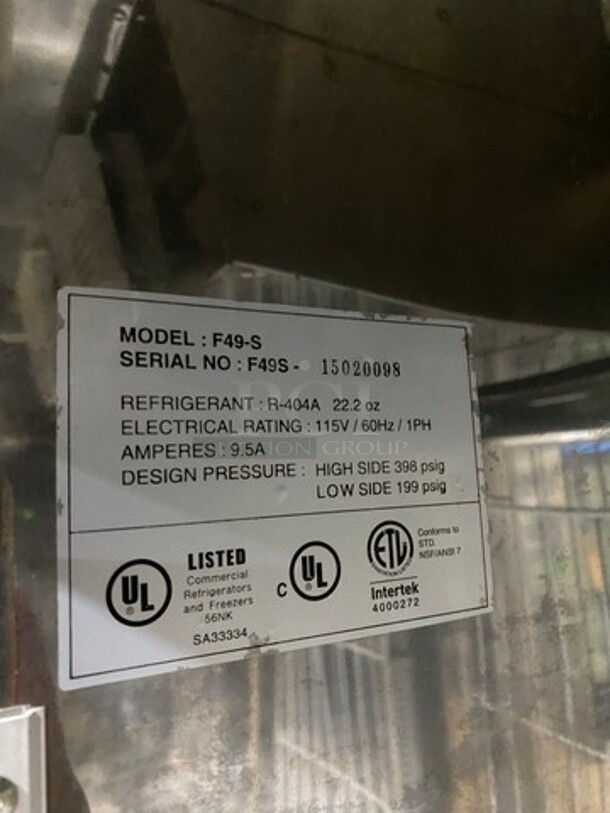 MODEL : F49-S
SERIAL NO : F49S - 15020098
REFRIGERANT : R-404A 22.2 oz
ELECTRICAL RATING : 115V / 60Hz / 1PH
AMPERES : 9.5A
DESIGN PRESSURE : HIGH SIDE 398 psig
LOW SIDE 199 psig
UL
®
LISTED
Commercial
Refrigerators
and Freezers
56NK
SA33334
C UL
®
ETL
Intertek
4000272
Conforms to
STD.
NSF/ANSI 7
GROUP